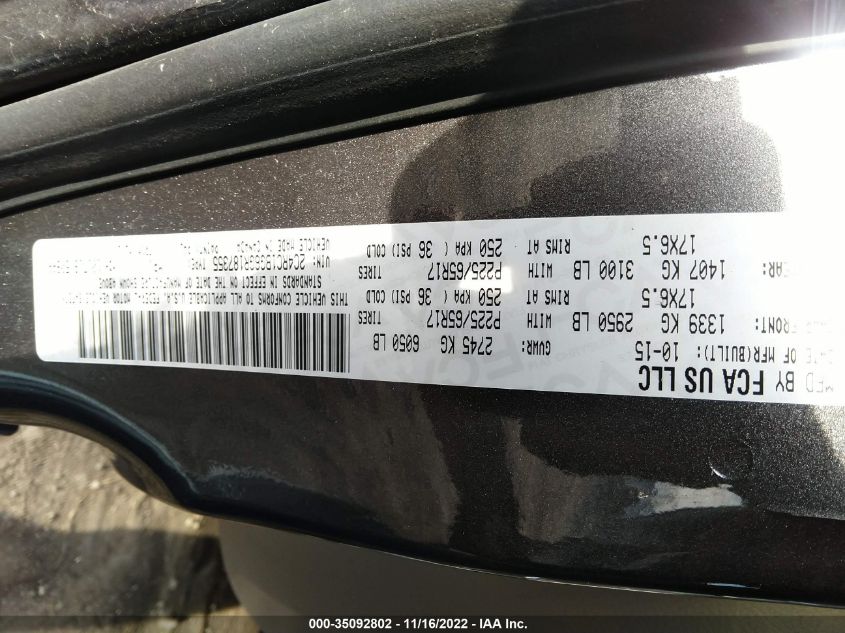 MFD BY FCA US LLC
DATE OF MFR(BUILT): 10-15
GVWR: 2745 KG 6050 LB
FRONT: 1339 KG 2950 LB WITH P225/65R17 TIRES
17X6.5 RIMS AT 250 KPA( 36 PSI) COLD
REAR: 1407 KG 3100 LB WITH P225/65R17 TIRES
17X6.5 RIMS AT 250 KPA( 36 PSI) COLD
THIS VEHICLE CONFORMS TO ALL APPLICABLE U.S.A. FEDERAL MOTOR VEHICLE
STANDARDS IN EFFECT ON THE DATE OF MANUFACTURE SHOWN ABOVE
VIN: TYPE:
VEHICLE MADE IN CANADA
000-35092802 - 11/16/2022 - IAA Inc.